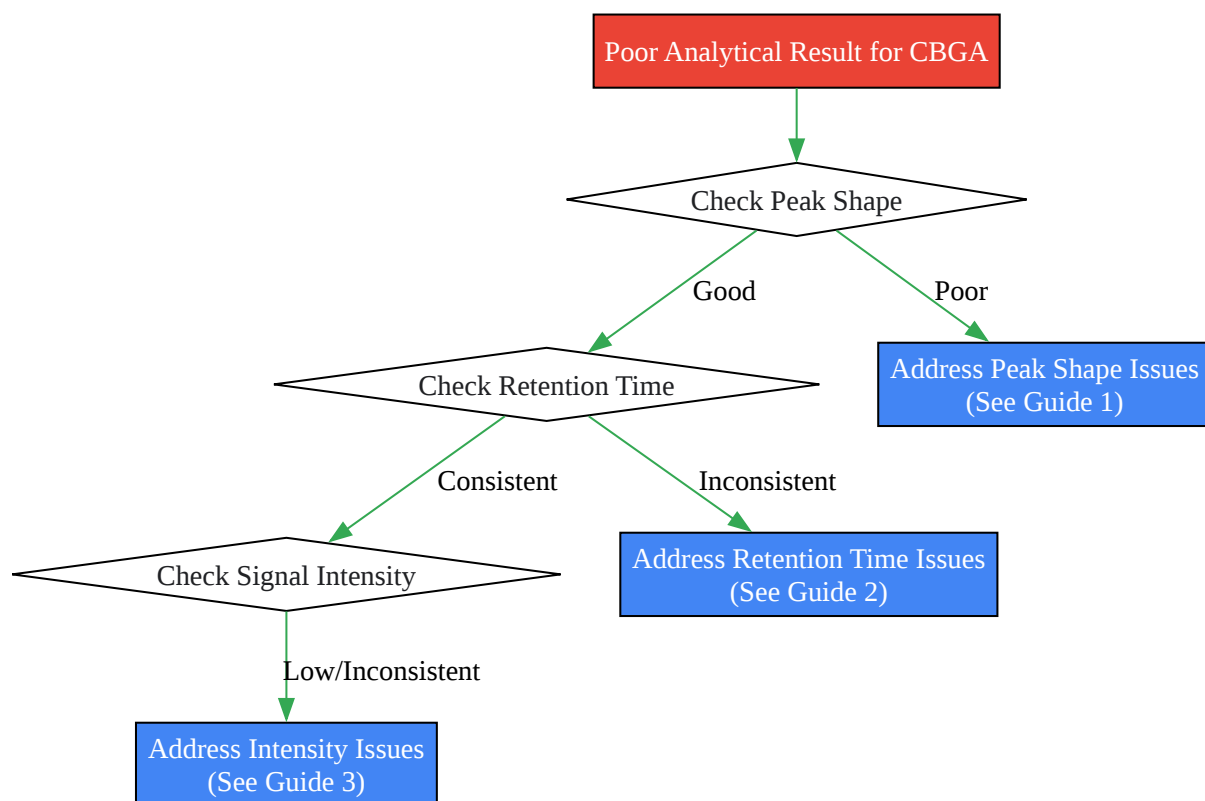 Poor Analytical Result for CBGA
Check Peak Shape
Good
Poor
Check Retention Time
Address Peak Shape Issues
(See Guide 1)
Consistent
Inconsistent
Check Signal Intensity
Address Retention Time Issues
(See Guide 2)
Low/Inconsistent
Address Intensity Issues
(See Guide 3)